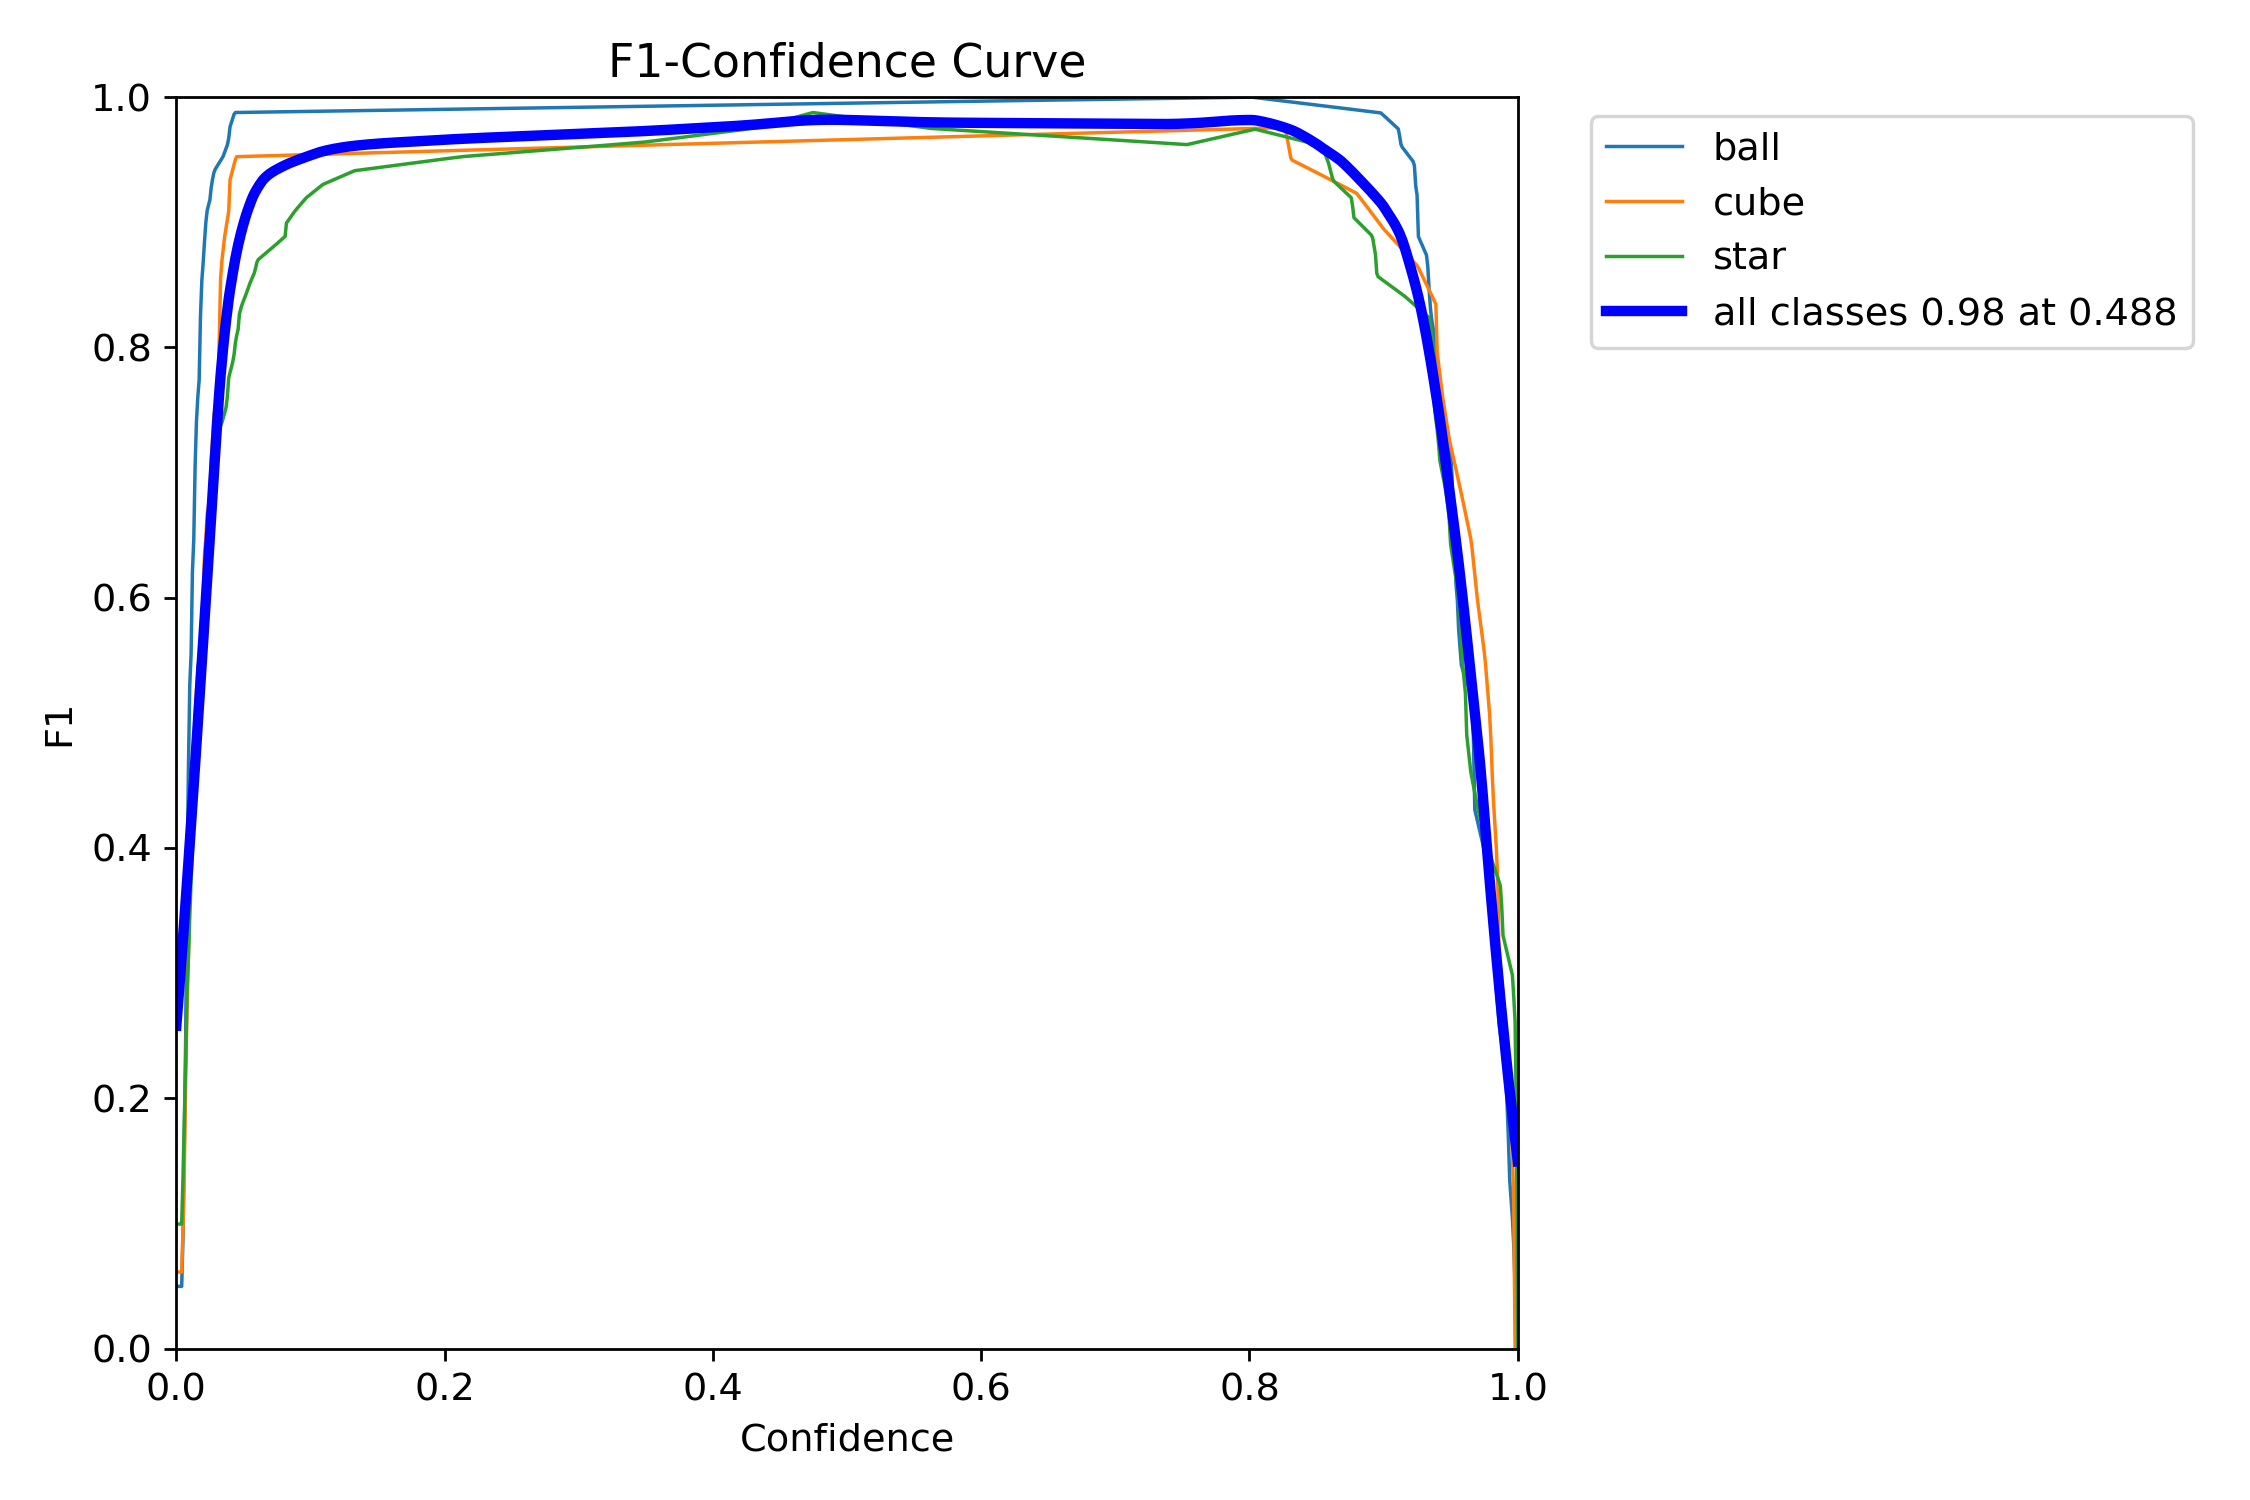 F1-Confidence Curve
1.0
0.8
0.6
0.4
0.2
0.0
F1
0.0 0.2 0.4 0.6 0.8 1.0
Confidence
ball
cube
star
all classes 0.98 at 0.488